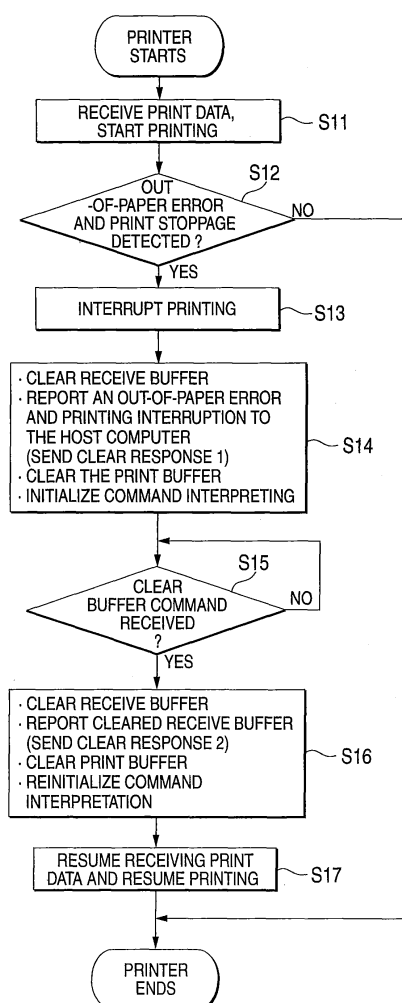 PRINTER
STARTS
RECEIVE PRINT DATA,
START PRINTING
S11
S12
OUT
-OF-PAPER ERROR
AND PRINT STOPPAGE
DETECTED ?
NO
YES
INTERRUPT PRINTING
S13
· CLEAR RECEIVE BUFFER
· REPORT AN OUT-OF-PAPER ERROR
AND PRINTING INTERRUPTION TO
THE HOST COMPUTER
(SEND CLEAR RESPONSE 1)
· CLEAR THE PRINT BUFFER
· INITIALIZE COMMAND INTERPRETING
S14
S15
CLEAR
BUFFER COMMAND
RECEIVED
?
NO
YES
· CLEAR RECEIVE BUFFER
· REPORT CLEARED RECEIVE BUFFER
(SEND CLEAR RESPONSE 2)
· CLEAR PRINT BUFFER
· REINITIALIZE COMMAND
INTERPRETATION
S16
RESUME RECEIVING PRINT
DATA AND RESUME PRINTING
S17
PRINTER
ENDS